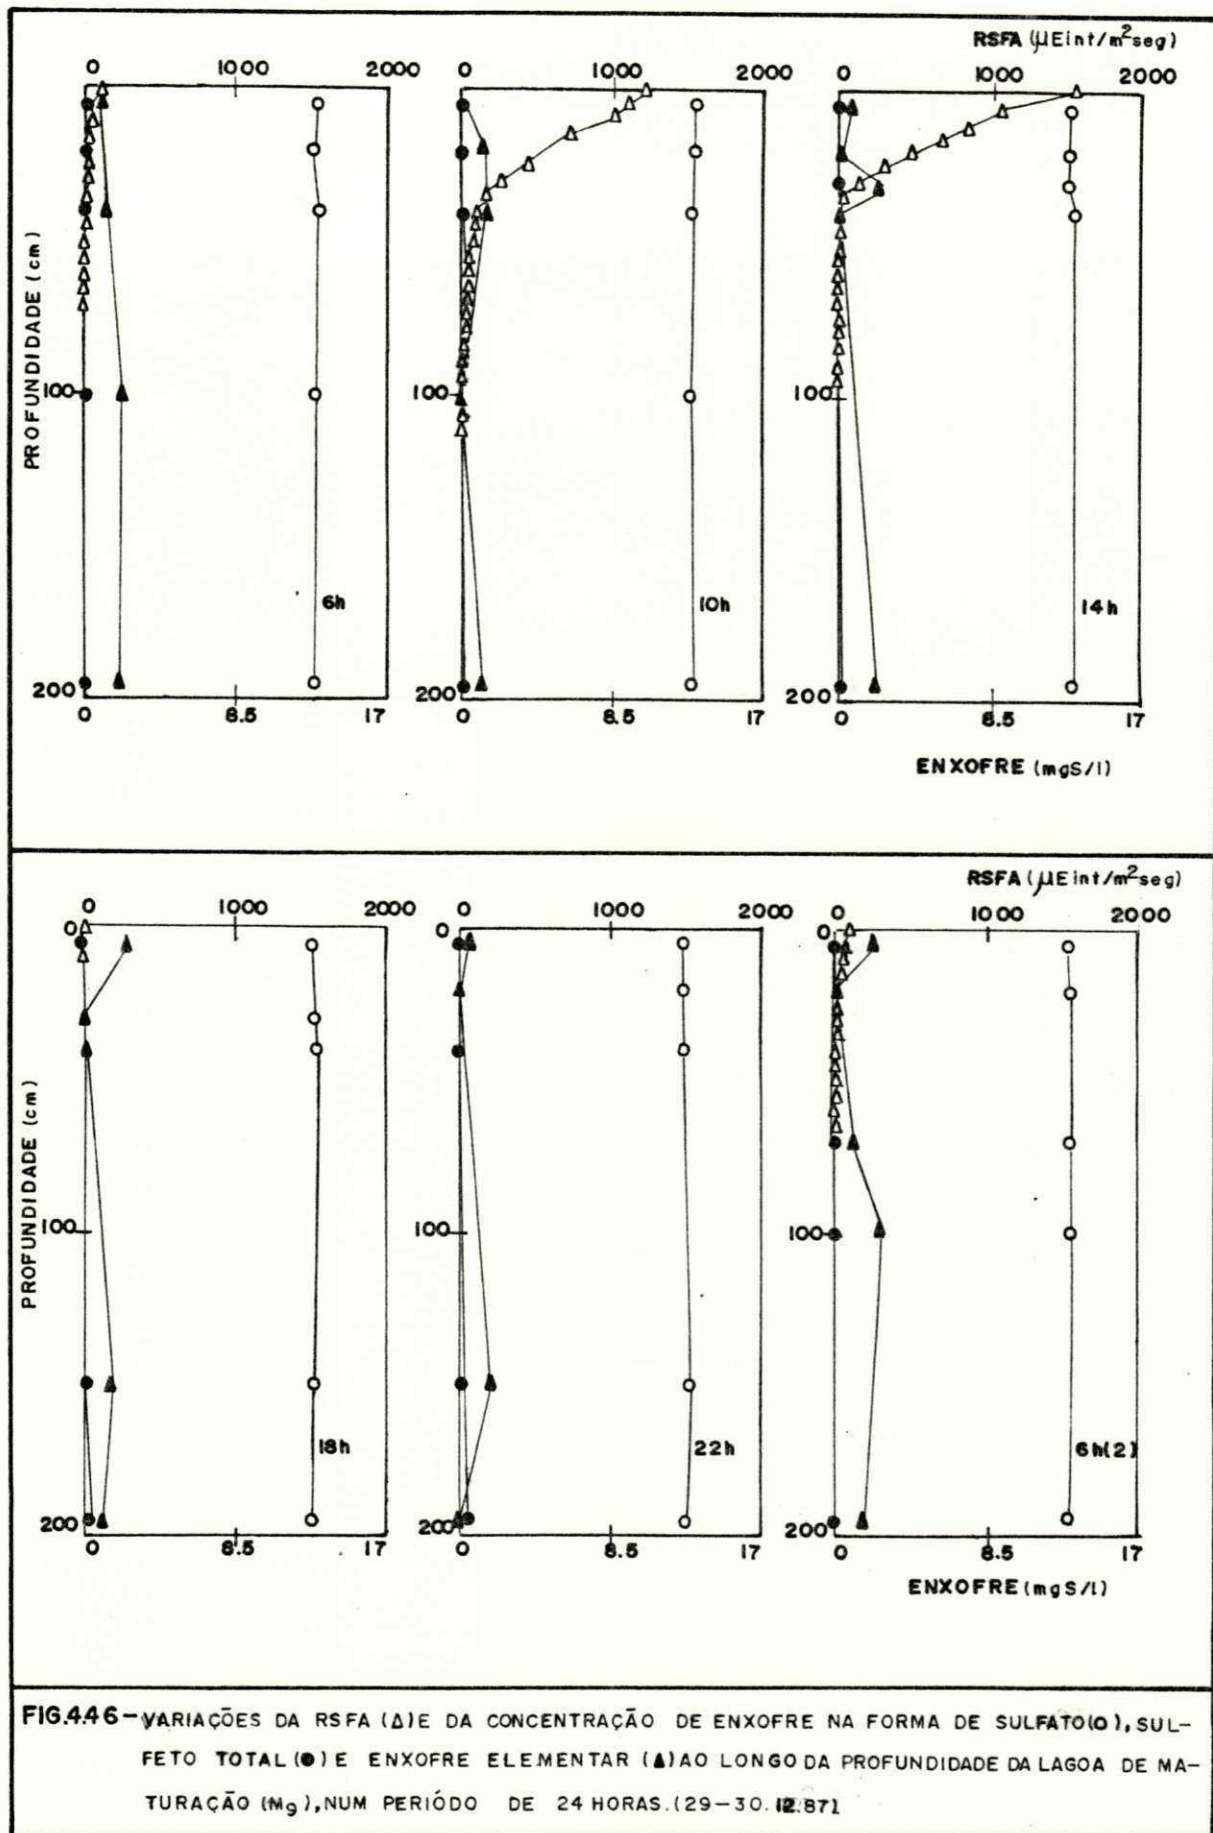 RSFA (µEint/m²seg)
0 1000 2000
0 1000 2000
0 1000 2000
PROFUNDIDADE (cm)
100
100
100
6h
10h
14h
200
200
200
0 8.5 17
0 8.5 17
0 8.5 17
ENXOFRE (mgS/l)
RSFA (µEint/m²seg)
0 1000 2000
0 1000 2000
0 1000 2000
0
0
0
PROFUNDIDADE (cm)
100
100
100
18h
22h
6h(2)
200
200
200
0 8.5 17
0 8.5 17
0 8.5 17
ENXOFRE (mgS/l)
FIG.4.46-VARIAÇÕES DA RSFA (Δ) E DA CONCENTRAÇÃO DE ENXOFRE NA FORMA DE SULFATO(O), SUL-
FETO TOTAL (●) E ENXOFRE ELEMENTAR (▲) AO LONGO DA PROFUNDIDADE DA LAGOA DE MA-
TURAÇÃO (M9), NUM PERÍODO DE 24 HORAS.(29-30.12.87)